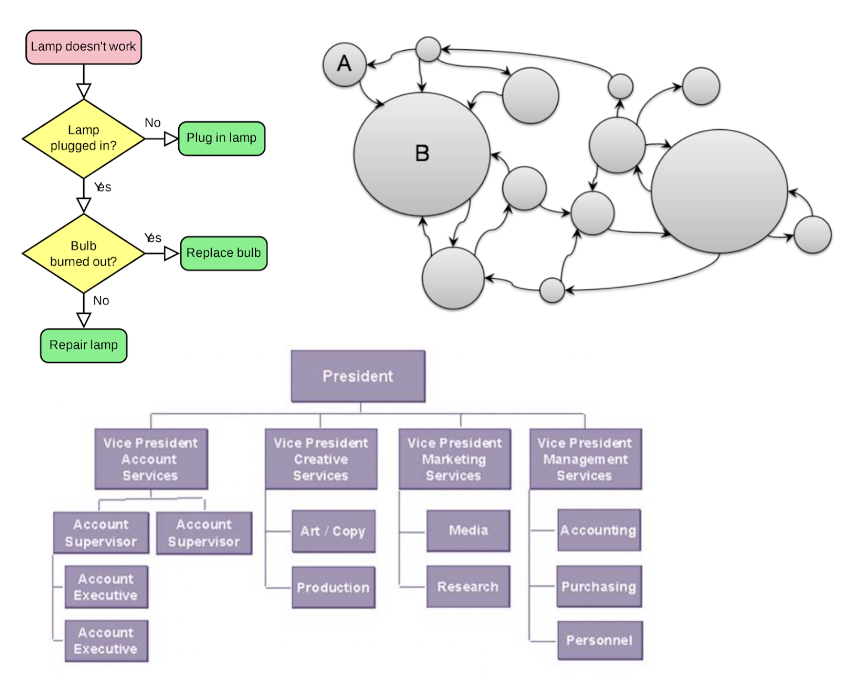 Lamp doesn't work
Lamp
plugged in?
No
Plug in lamp
Yes
Bulb
burned out?
Yes
Replace bulb
No
Repair lamp
A
B
President
Vice President
Account
Services
Vice President
Creative
Services
Vice President
Marketing
Services
Vice President
Management
Services
Account
Supervisor
Account
Supervisor
Account
Executive
Account
Executive
Art / Copy
Production
Media
Research
Accounting
Purchasing
Personnel